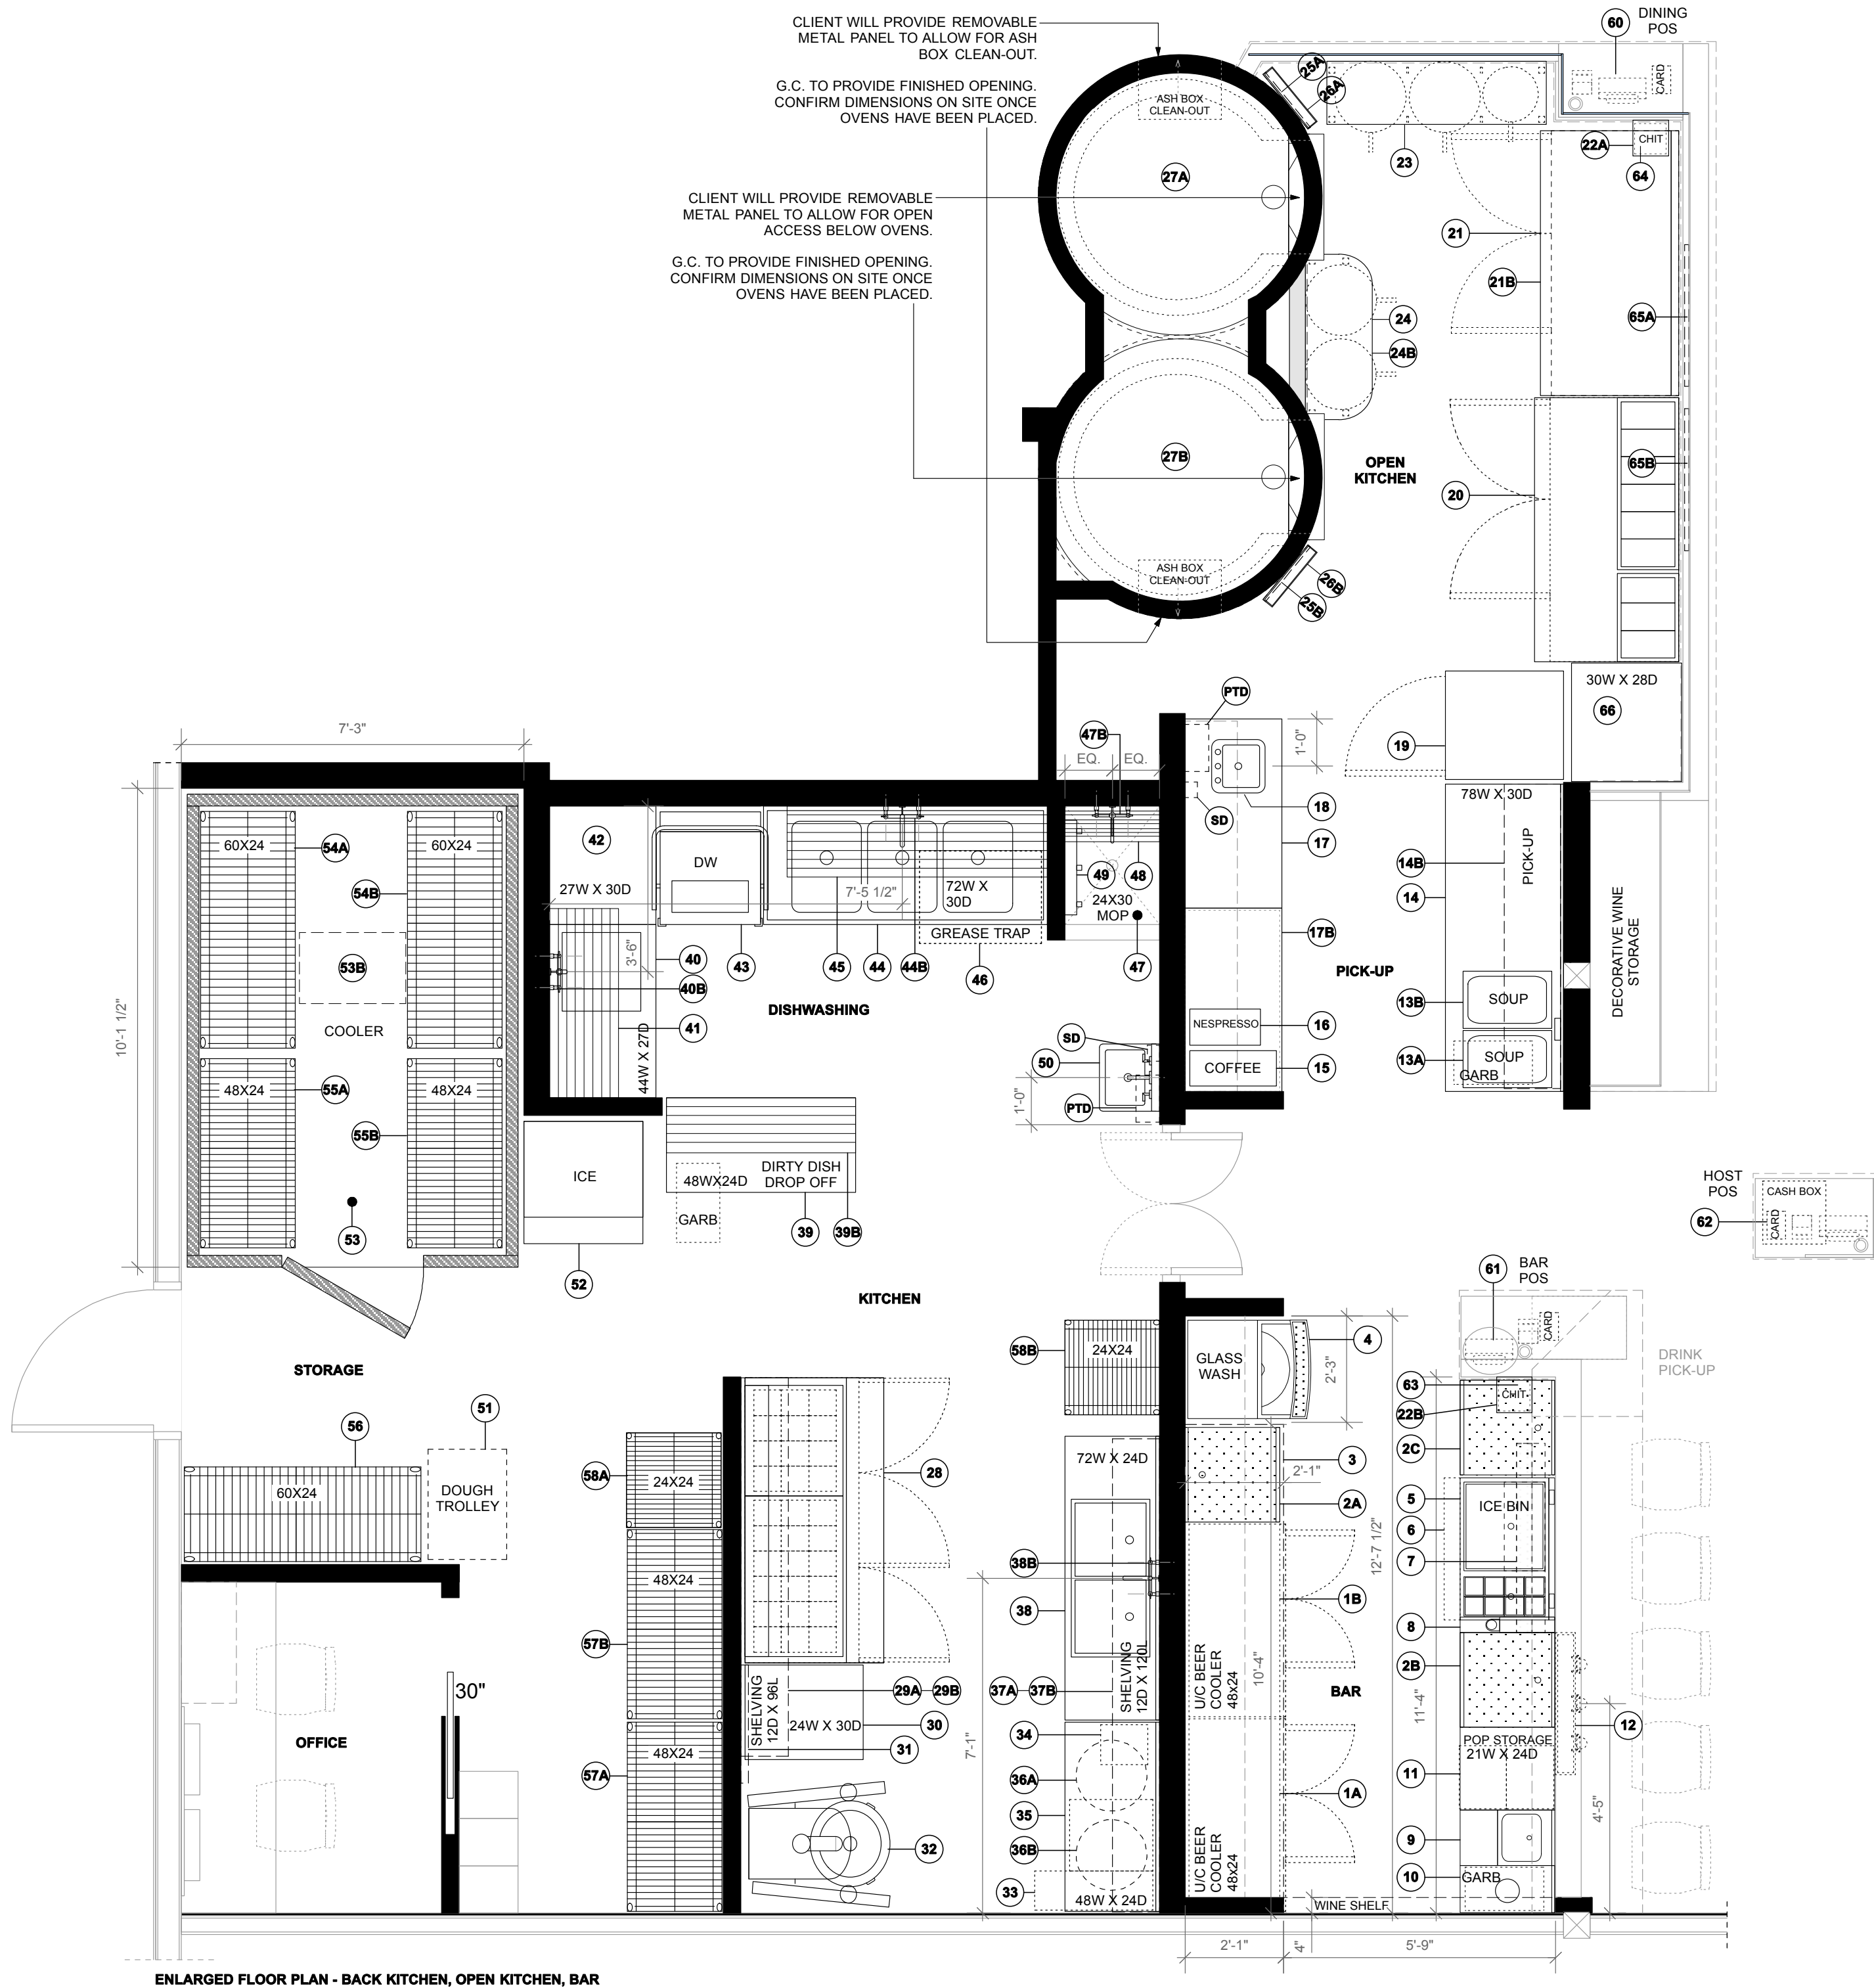 CLIENT WILL PROVIDE REMOVABLE
METAL PANEL TO ALLOW FOR ASH
BOX CLEAN-OUT.
G.C. TO PROVIDE FINISHED OPENING.
CONFIRM DIMENSIONS ON SITE ONCE
OVENS HAVE BEEN PLACED.
CLIENT WILL PROVIDE REMOVABLE
METAL PANEL TO ALLOW FOR OPEN
ACCESS BELOW OVENS.
G.C. TO PROVIDE FINISHED OPENING.
CONFIRM DIMENSIONS ON SITE ONCE
OVENS HAVE BEEN PLACED.
60
DINING
POS
CARD
25A
26A
ASH BOX
CLEAN-OUT
23
22A
CHIT
64
27A
21
21B
65A
24
24B
27B
OPEN
KITCHEN
65B
20
ASH BOX
CLEAN-OUT
26B
25B
30W X 28D
66
PTD
19
47B
EQ.
EQ.
1'-0"
18
SD
17
78W X 30D
PICK-UP
14B
14
17B
PICK-UP
DECORATIVE WINE
STORAGE
13B
SOUP
NESPRESSO
16
13A
SOUP
GARB
COFFEE
15
7'-3"
10'-1 1/2"
60X24
54A
60X24
54B
53B
COOLER
48X24
55A
48X24
55B
53
42
DW
27W X 30D
7'-5 1/2"
72W X
30D
GREASE TRAP
3'-6"
40
40B
41
44W X 27D
43
45
44
44B
46
49
48
24X30
MOP
47
DISHWASHING
SD
50
1'-0"
PTD
ICE
52
DIRTY DISH
DROP OFF
48WX24D
GARB
39
39B
HOST
POS
CASH BOX
CARD
62
KITCHEN
61
BAR
POS
CARD
DRINK
PICK-UP
STORAGE
56
60X24
51
DOUGH
TROLLEY
58B
24X24
GLASS
WASH
4
2'-3"
63
CHIT
22B
2C
58A
24X24
28
72W X 24D
3
2'-1"
2A
5
ICE BIN
6
7
12'-7 1/2"
48X24
57B
38B
38
1B
8
2B
SHELVING
12D X 96L
29A
29B
24W X 30D
30
31
SHELVING
12D X 120L
37A
37B
U/C BEER
COOLER
48x24
10'-4"
BAR
11'-4"
12
POP STORAGE
21W X 24D
11
OFFICE
30"
48X24
57A
7'-1"
34
36A
35
36B
33
48W X 24D
32
1A
U/C BEER
COOLER
48x24
4'-5"
9
10
GARB
WINE SHELF
2'-1"
4"
5'-9"
ENLARGED FLOOR PLAN - BACK KITCHEN, OPEN KITCHEN, BAR